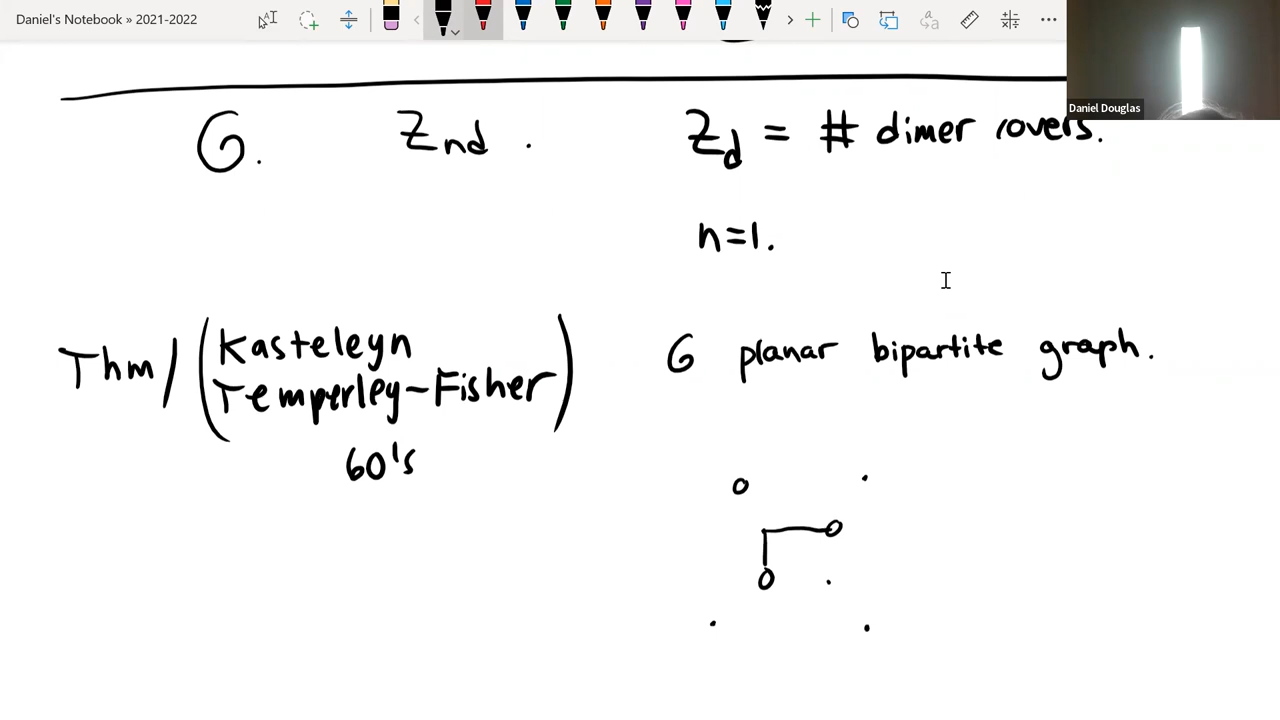 Daniel's Notebook » 2021-2022
Daniel Douglas
G. Znd . Zd = # dimer covers.
n=1.
Thm/ (Kasteleyn
Temperley-Fisher)
60's
G planar bipartite graph.